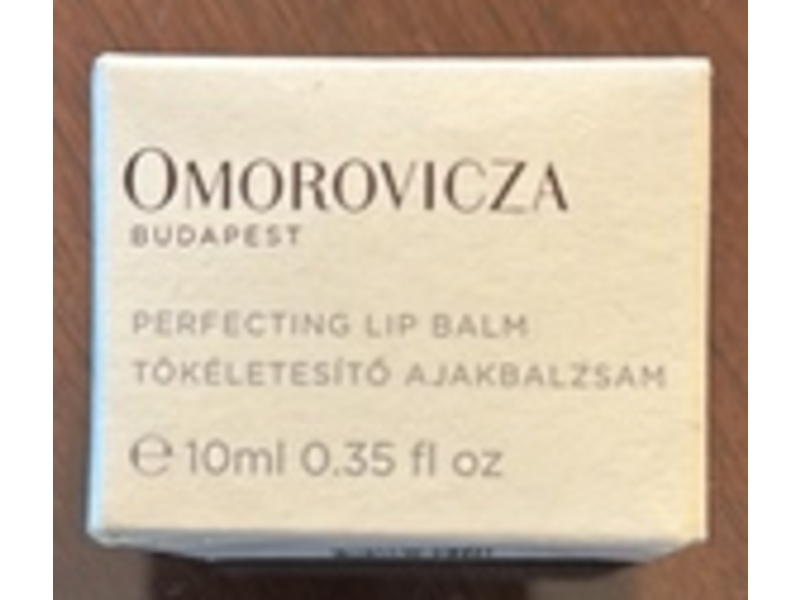 OMOROVICZA
BUDAPEST
PERFECTING LIP BALM
TÖKÉLETESÍTŐ AJAKBALZSAM
℮ 10ml 0.35 fl oz